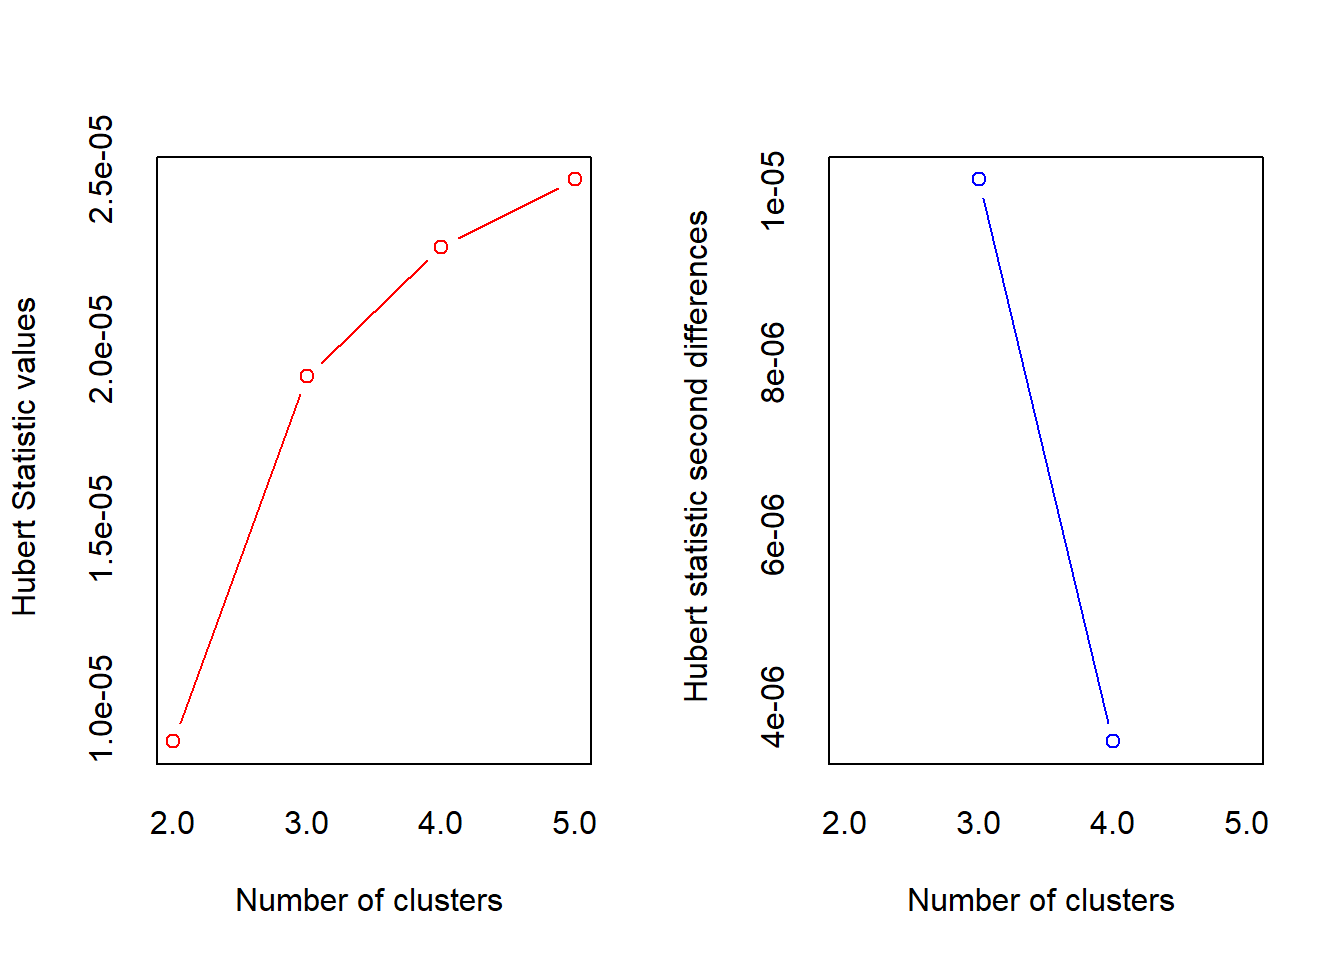 Hubert Statistic values
2.5e-05
2.0e-05
1.5e-05
1.0e-05
2.0 3.0 4.0 5.0
Number of clusters
Hubert statistic second differences
1e-05
8e-06
6e-06
4e-06
2.0 3.0 4.0 5.0
Number of clusters